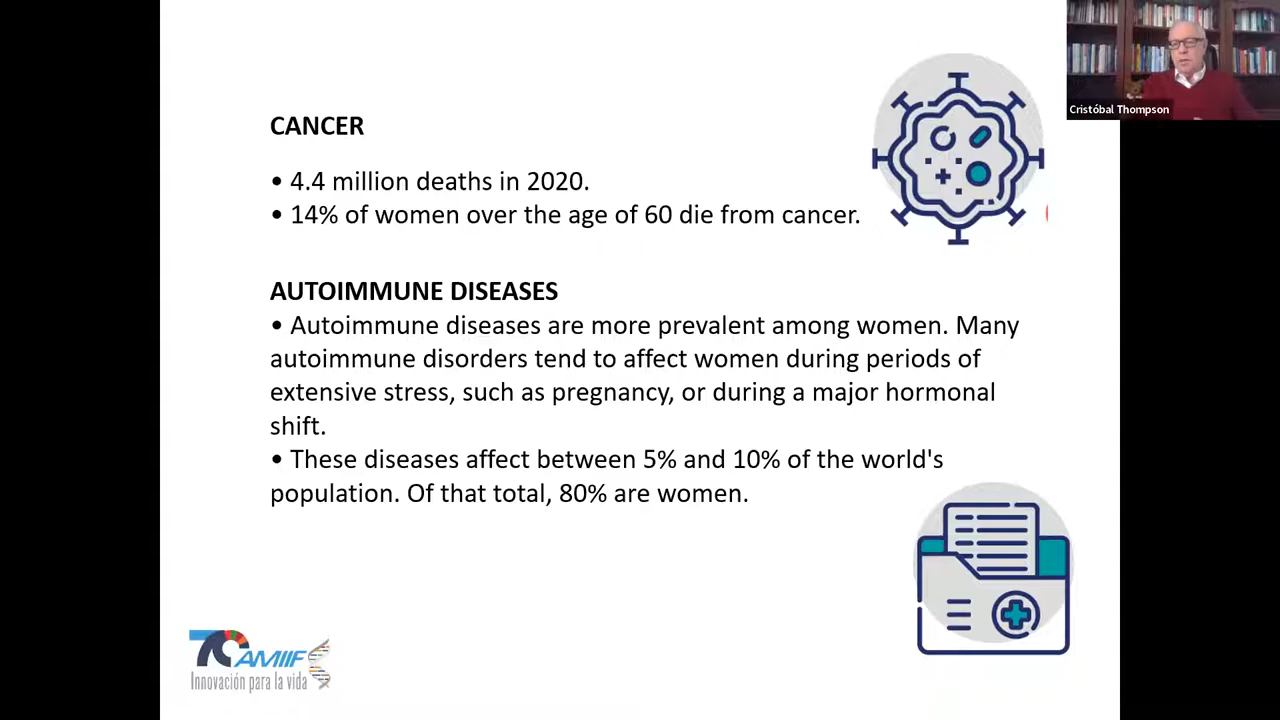 CANCER
• 4.4 million deaths in 2020.
• 14% of women over the age of 60 die from cancer.
AUTOIMMUNE DISEASES
• Autoimmune diseases are more prevalent among women. Many
autoimmune disorders tend to affect women during periods of
extensive stress, such as pregnancy, or during a major hormonal
shift.
• These diseases affect between 5% and 10% of the world's
population. Of that total, 80% are women.
Cristóbal Thompson
70 AMIIF
Innovación para la vida